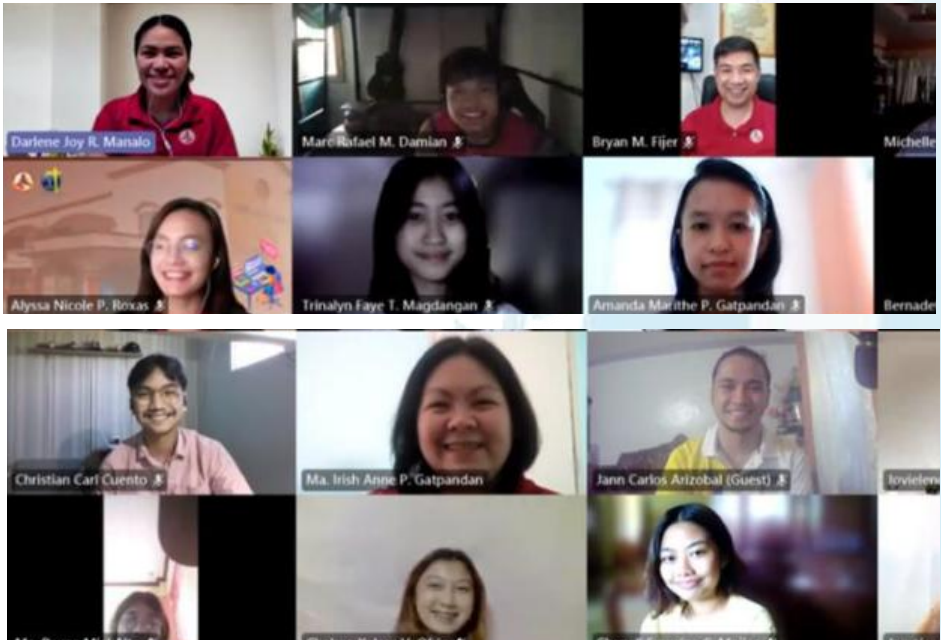 Darlene Joy R. Manalo
Marc Rafael M. Damian
Bryan M. Fijer
Michelle
Alyssa Nicole P. Roxas
Trinalyn Faye T. Magdangan
Amanda Marithe P. Gatpandan
Bernade
Christian Carl Cuento
Ma. Irish Anne P. Gatpandan
Jann Carlos Arizobal (Guest)
Jovielen